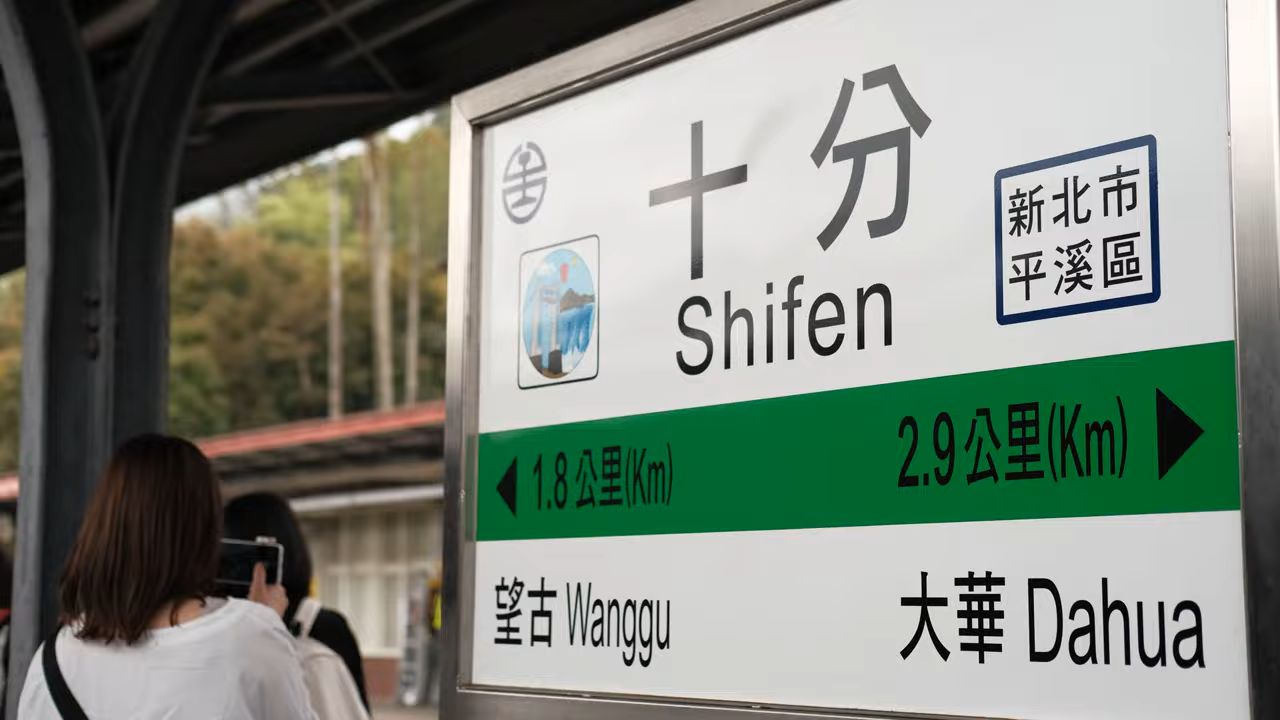 十分
Shifen
新北市
平溪區
1.8公里(Km)
2.9公里(Km)
望古 Wanggu
大華 Dahua